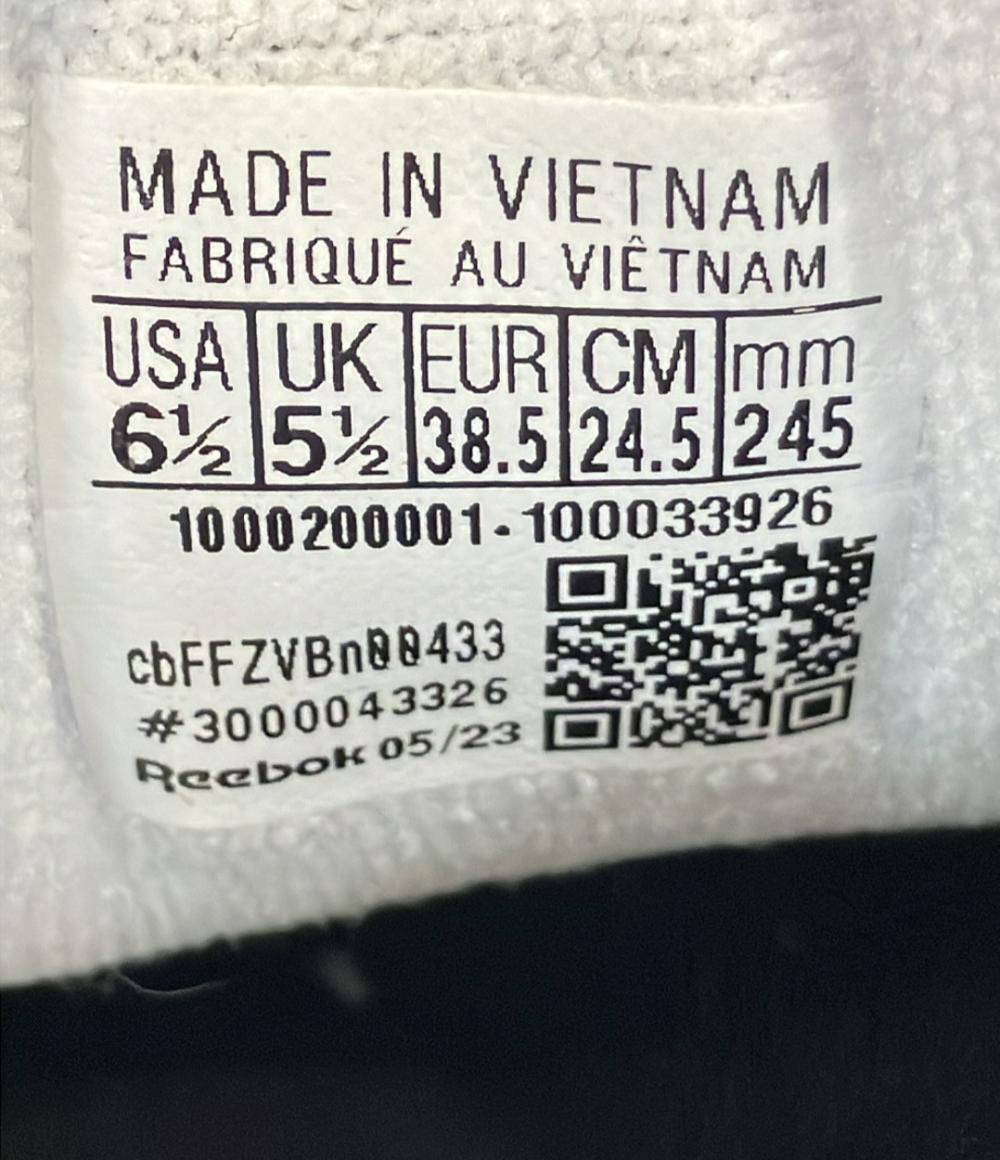 MADE IN VIETNAM
FABRIQUÉ AU VIÊTNAM
USA UK EUR CM mm
6½ 5½ 38.5 24.5 245
1000200001-100033926
cbFFZVBn00433
#3000043326
Reebok 05/23